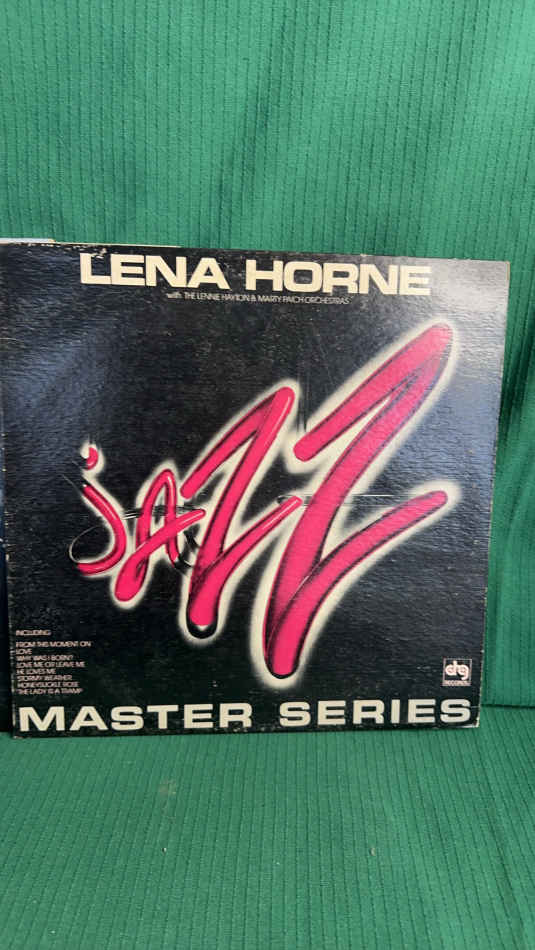 LENA HORNE
with THE LENNIE HAYTON & MARTY PAICH ORCHESTRAS
jAZZ
INCLUDING
FROM THIS MOMENT ON
LOVE
WHY WAS I BORN?
LOVE ME OR LEAVE ME
HE LOVES ME
STORMY WEATHER
HONEYSUCKLE ROSE
THE LADY IS A TRAMP
drg
RECORDS
MASTER SERIES